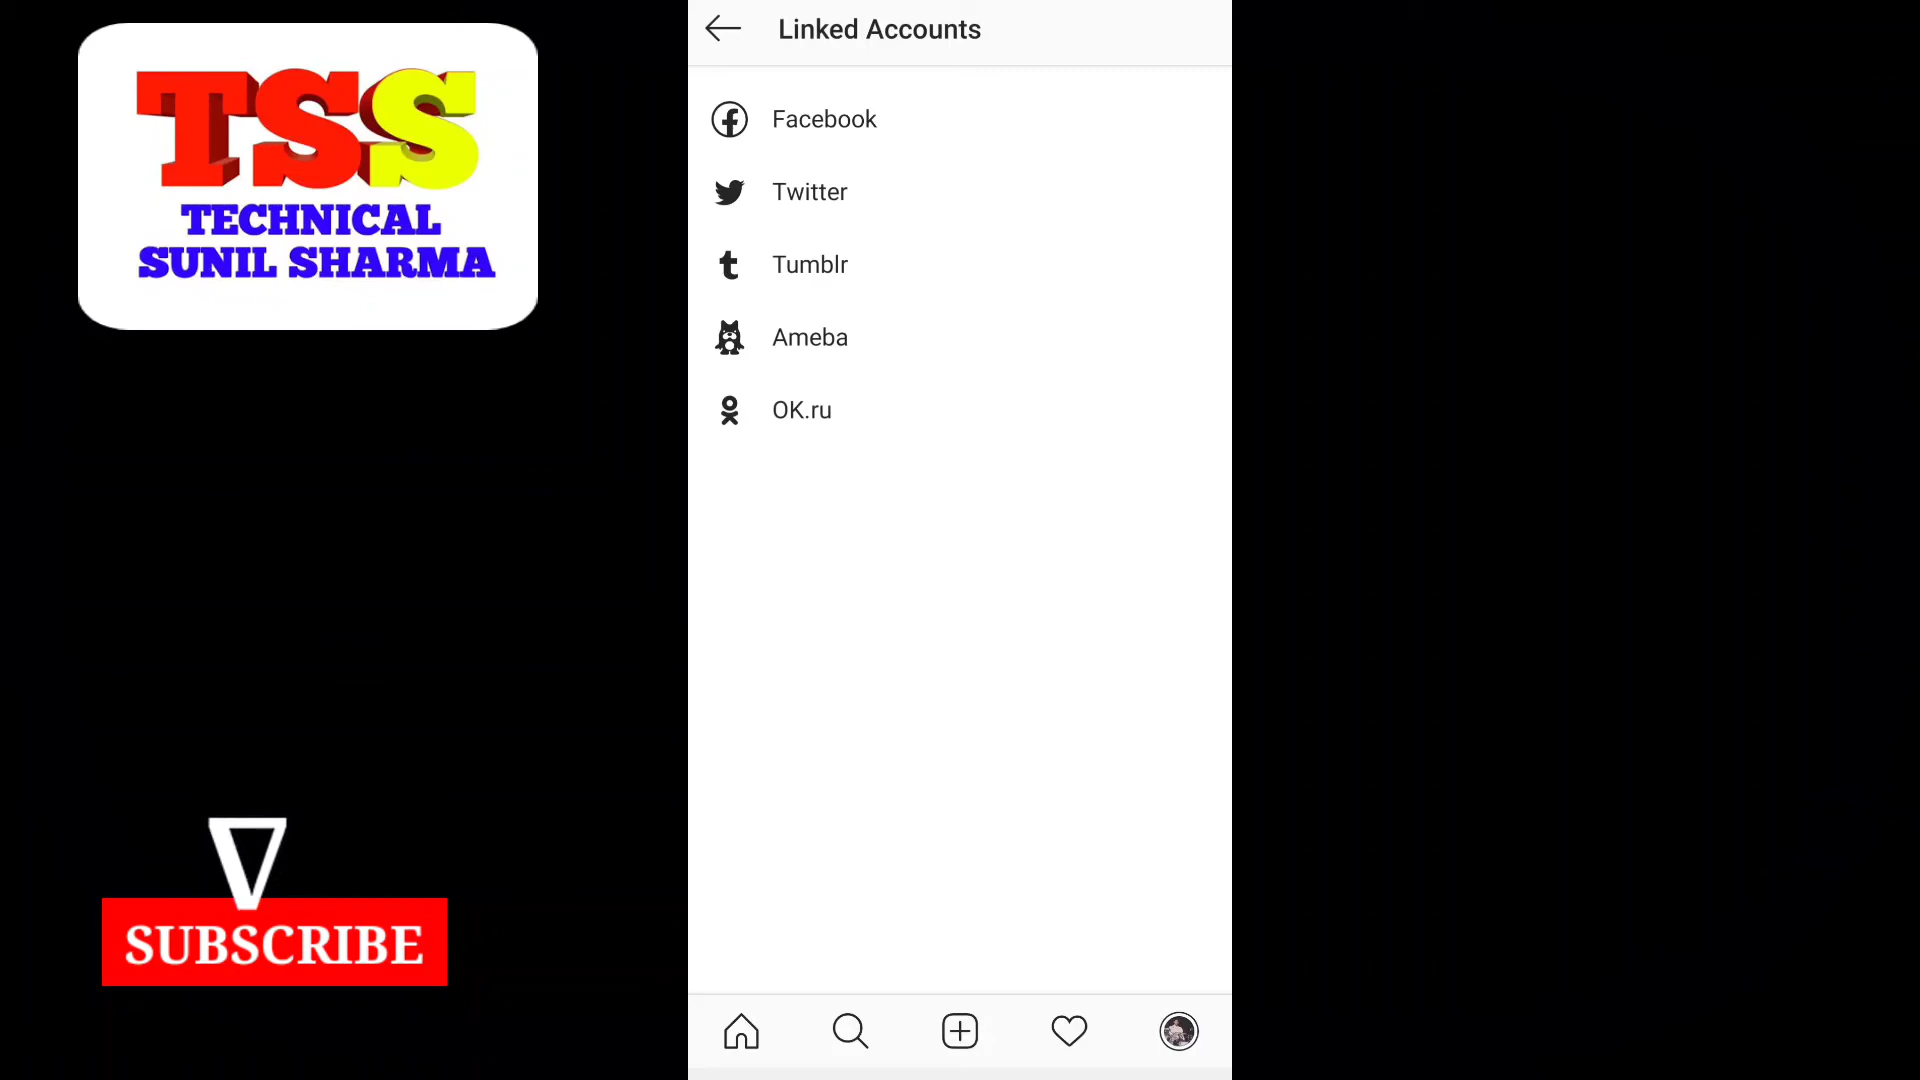 TSS
TECHNICAL
SUNIL SHARMA
SUBSCRIBE
Linked Accounts
Facebook
Twitter
Tumblr
Ameba
OK.ru